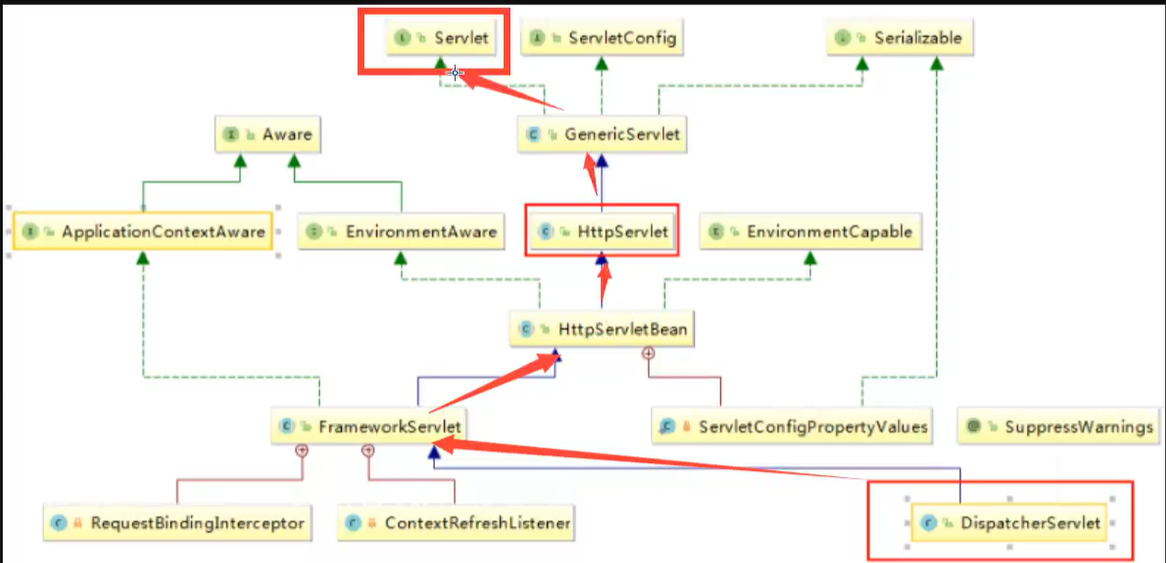 Servlet
ServletConfig
Serializable
Aware
GenericServlet
ApplicationContextAware
EnvironmentAware
HttpServlet
EnvironmentCapable
HttpServletBean
FrameworkServlet
ServletConfigPropertyValues
SuppressWarnings
RequestBindingInterceptor
ContextRefreshListener
DispatcherServlet